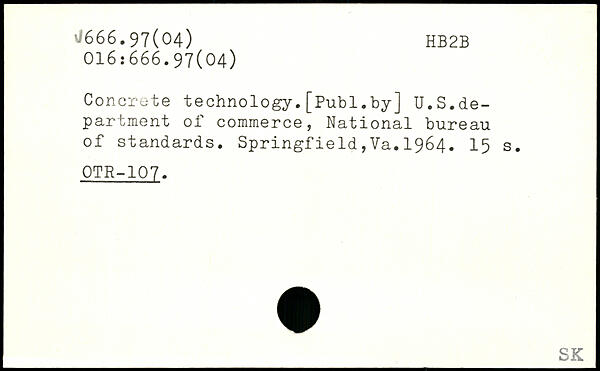 √666.97(04) HB2B
016:666.97(04)
Concrete technology.[Publ.by] U.S.de-
partment of commerce, National bureau
of standards. Springfield,Va.1964. 15 s.
OTR-107.
SK